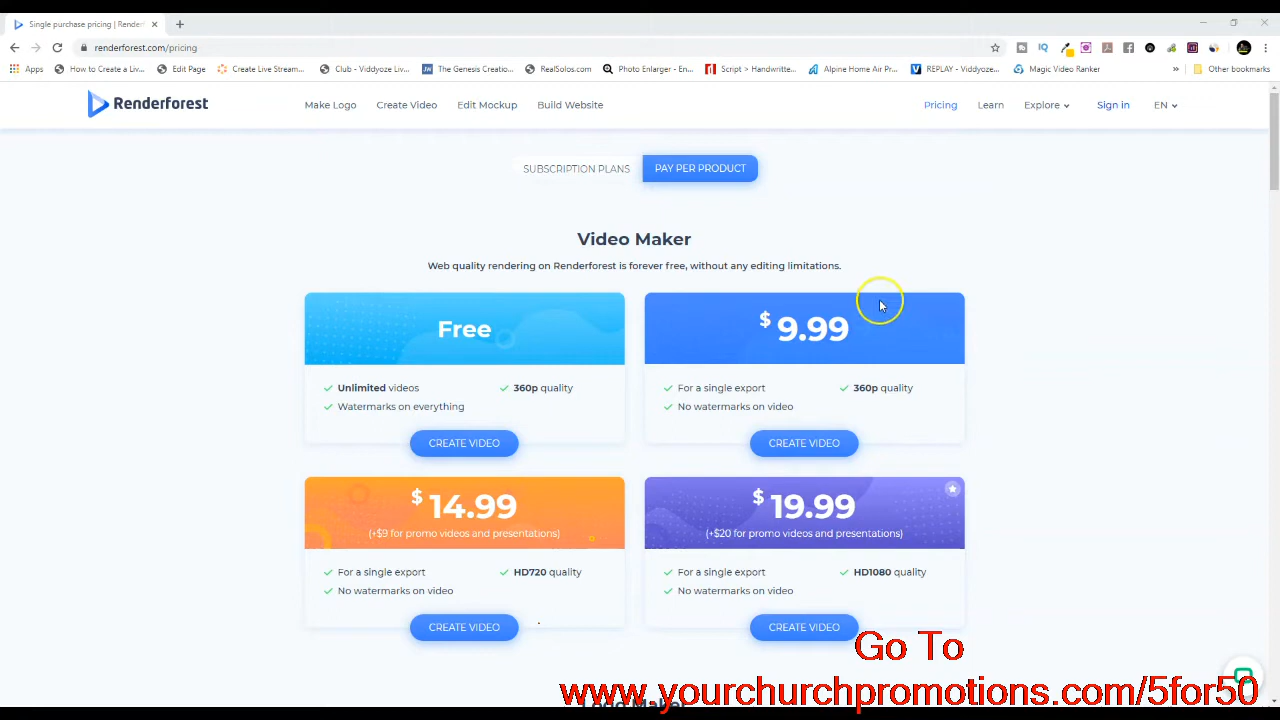 Single purchase pricing | Render
renderforest.com/pricing
Apps
How to Create a Liv...
Edit Page
Create Live Stream...
Club - Viddyoze Liv...
The Genesis Creatio...
RealSolos.com
Photo Enlarger - En...
Script > Handwritte...
Alpine Home Air Pr...
REPLAY - Viddyoze...
Magic Video Ranker
»
Other bookmarks
Renderforest
Make Logo
Create Video
Edit Mockup
Build Website
Pricing
Learn
Explore
Sign in
EN
SUBSCRIPTION PLANS
PAY PER PRODUCT
Video Maker
Web quality rendering on Renderforest is forever free, without any editing limitations.
Free
Unlimited videos
360p quality
Watermarks on everything
CREATE VIDEO
$ 9.99
For a single export
360p quality
No watermarks on video
CREATE VIDEO
$ 14.99
(+$9 for promo videos and presentations)
For a single export
HD720 quality
No watermarks on video
CREATE VIDEO
$ 19.99
(+$20 for promo videos and presentations)
For a single export
HD1080 quality
No watermarks on video
CREATE VIDEO
Go To
www.yourchurchpromotions.com/5for50
Logo Maker